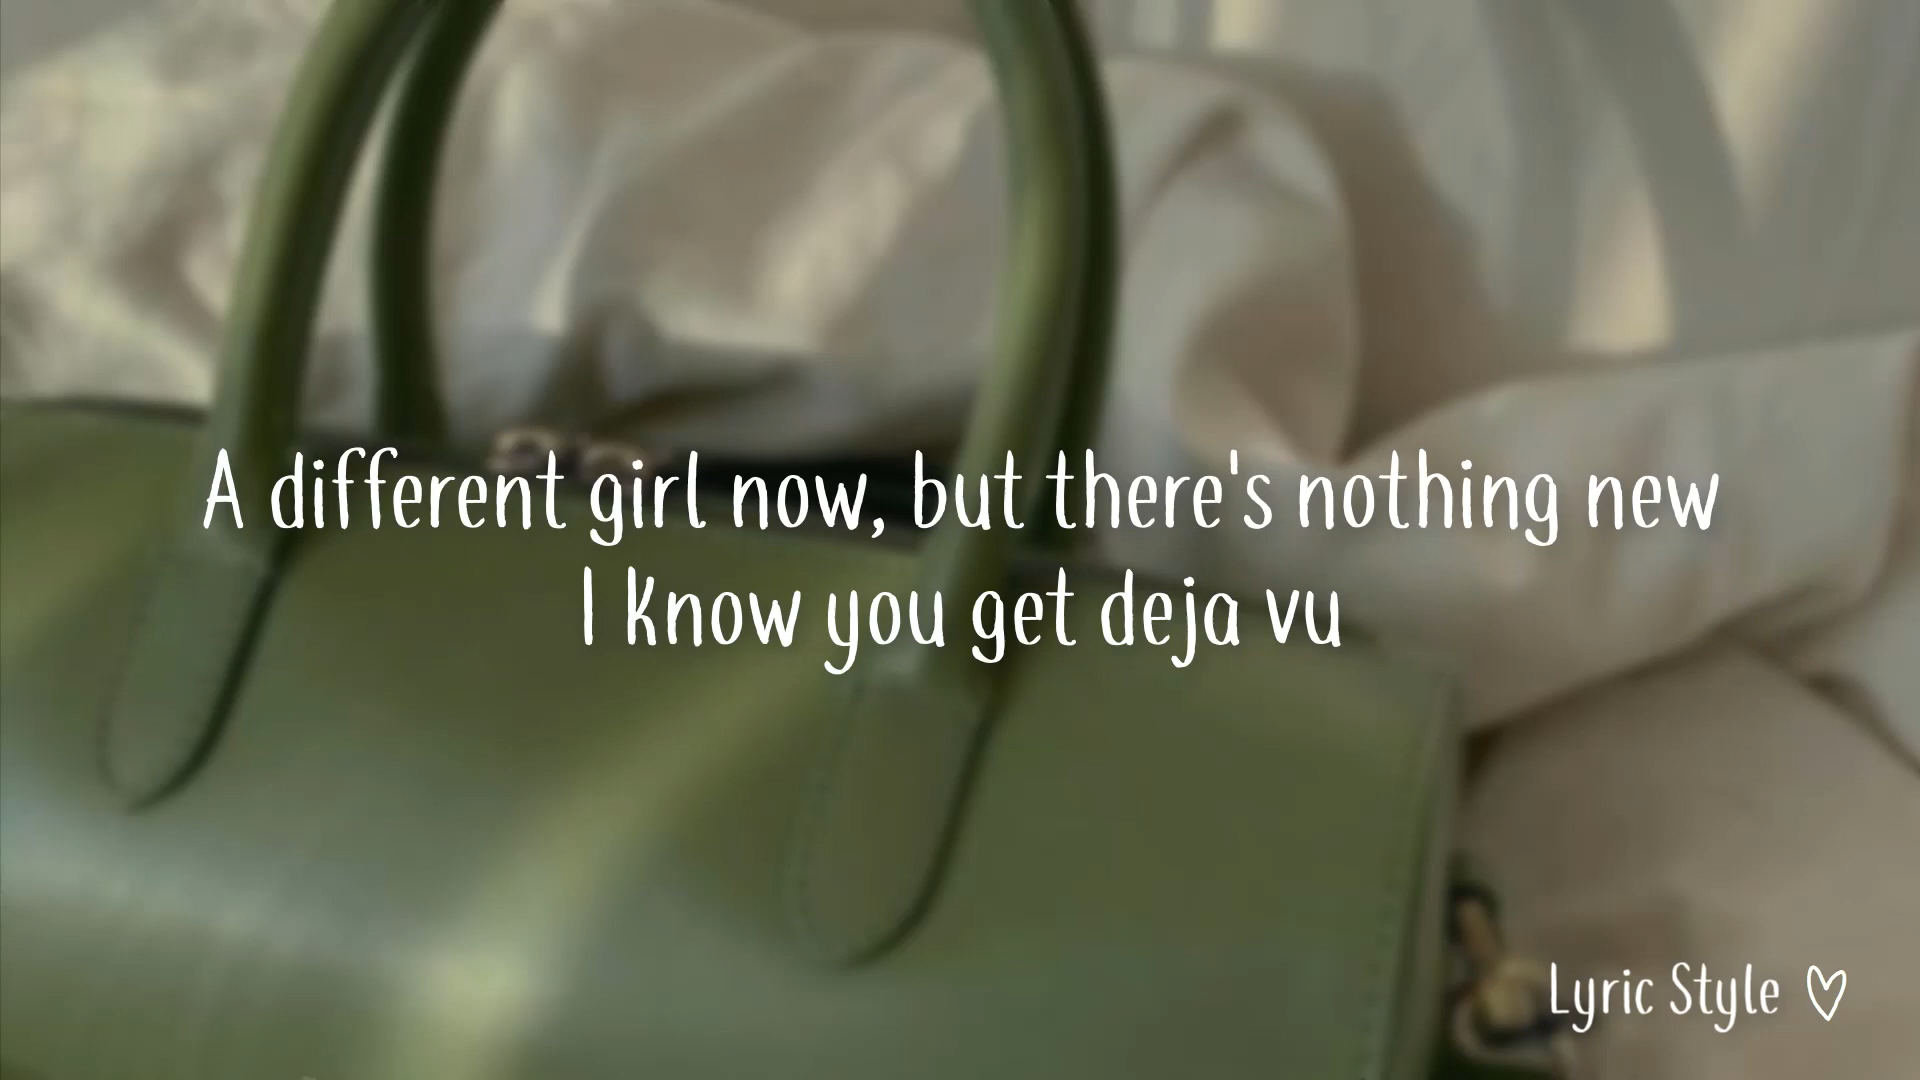 A different girl now, but there's nothing new
I know you get deja vu
Lyric Style ♡